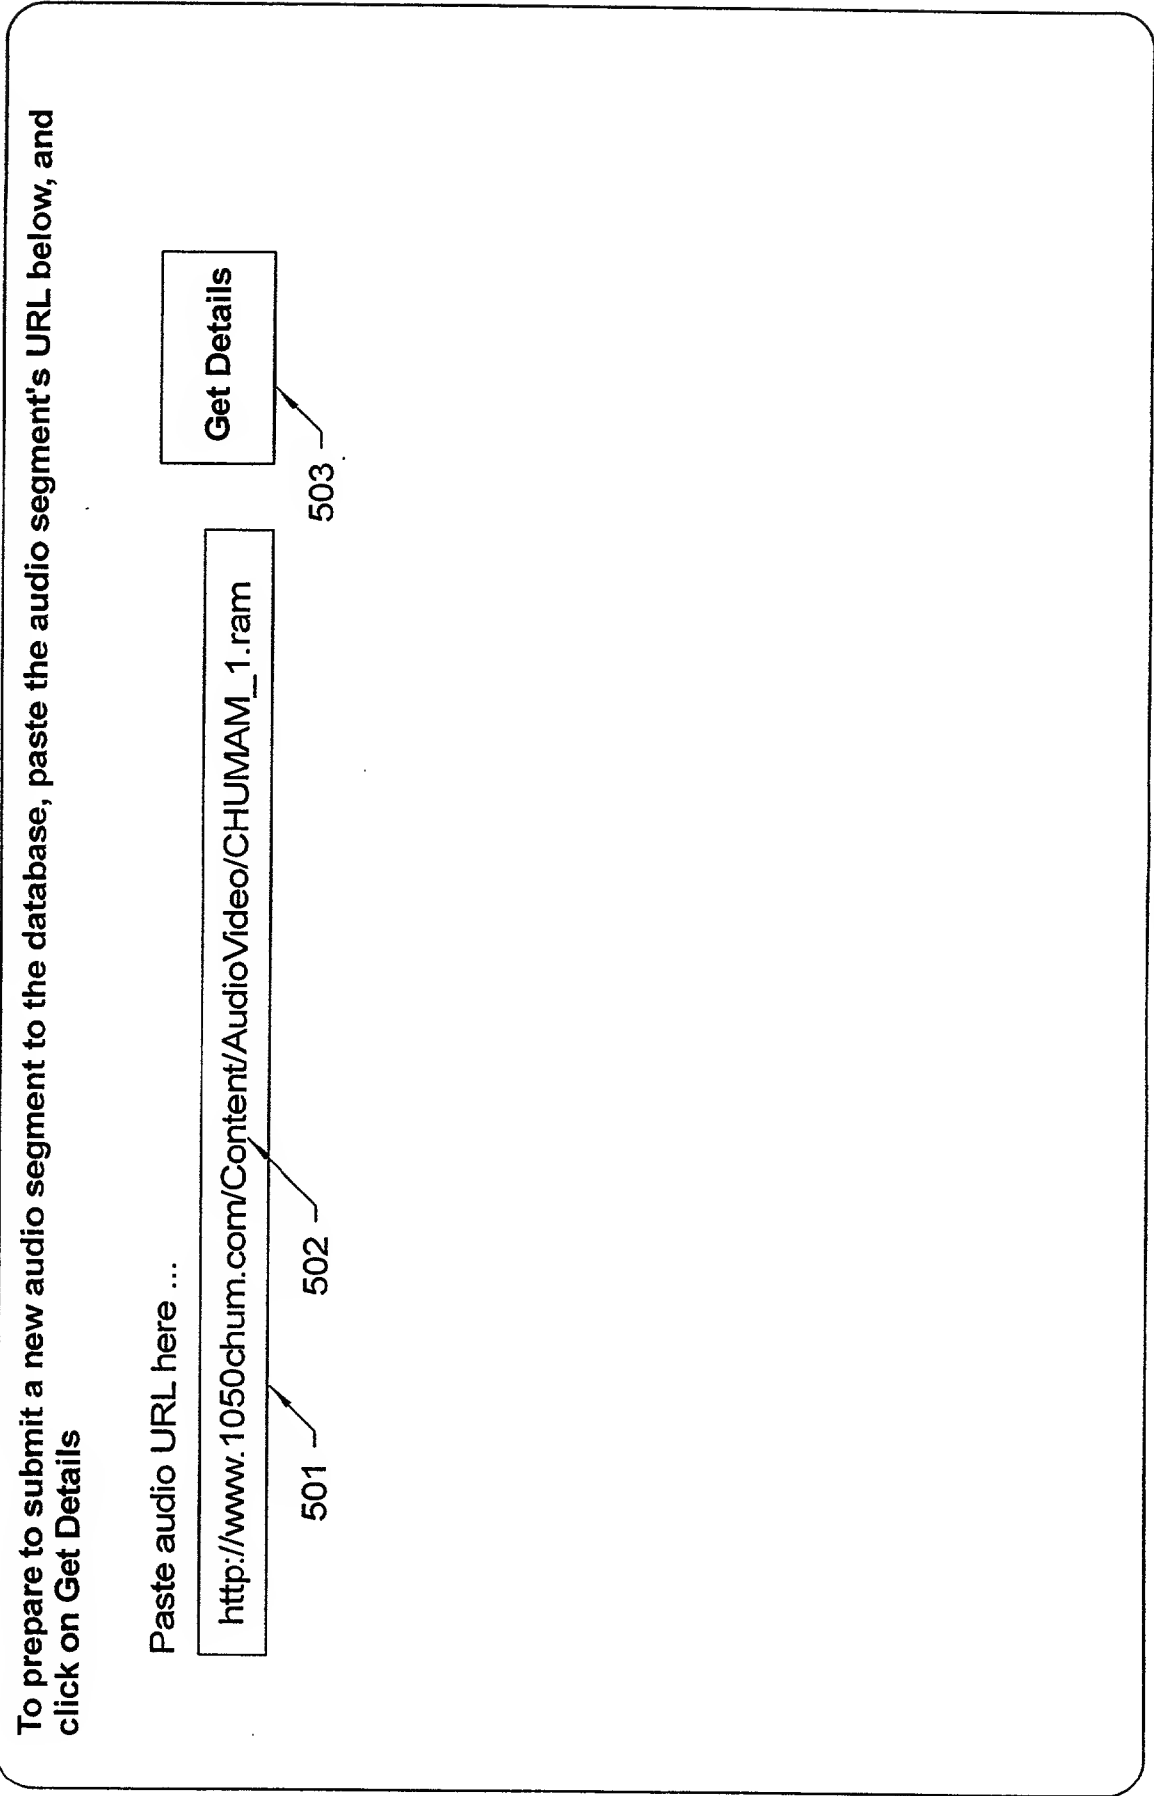 To prepare to submit a new audio segment to the database, paste the audio segment's URL below, and
click on Get Details
Paste audio URL here ...
http://www.1050chum.com/Content/AudioVideo/CHUMAM_1.ram
Get Details
501
502
503